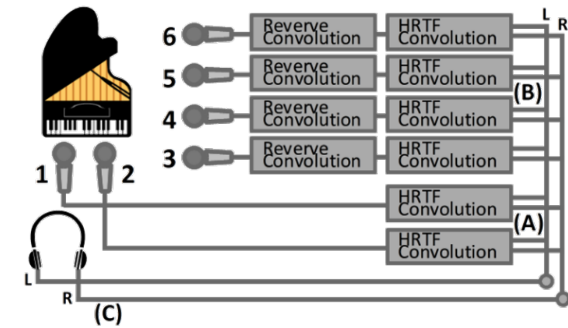 L
R
6
Reverve
Convolution
HRTF
Convolution
5
Reverve
Convolution
HRTF
Convolution
(B)
4
Reverve
Convolution
HRTF
Convolution
3
Reverve
Convolution
HRTF
Convolution
1
2
HRTF
Convolution
(A)
HRTF
Convolution
L
R
(C)